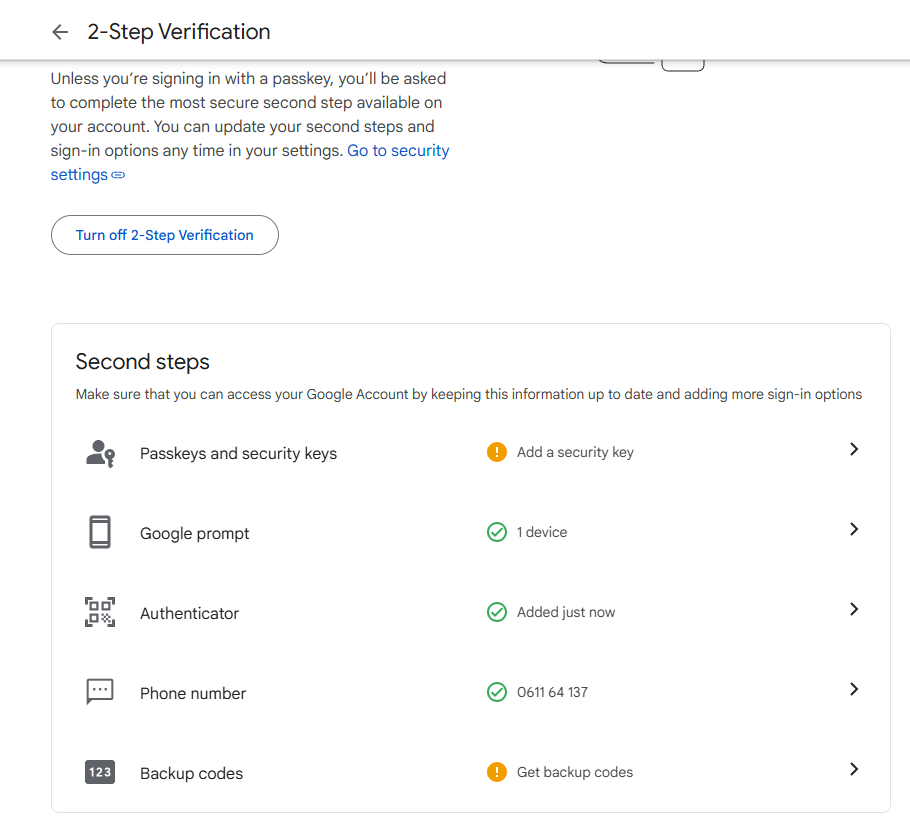 2-Step Verification
Unless you’re signing in with a passkey, you’ll be asked
to complete the most secure second step available on
your account. You can update your second steps and
sign-in options any time in your settings. Go to security
settings
Turn off 2-Step Verification
Second steps
Make sure that you can access your Google Account by keeping this information up to date and adding more sign-in options
Passkeys and security keys
Add a security key
Google prompt
1 device
Authenticator
Added just now
Phone number
0611 64 137
123
Backup codes
Get backup codes